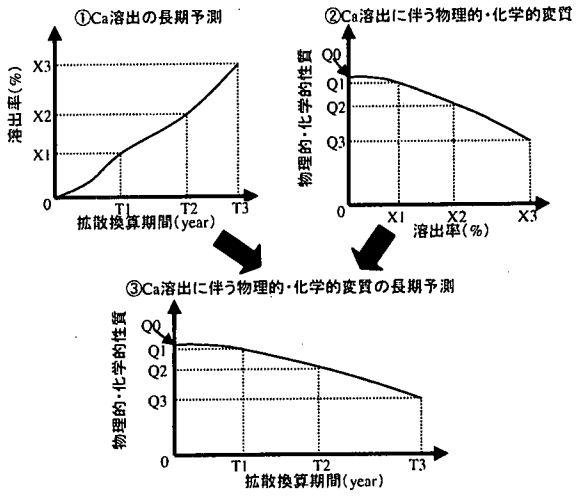 ①Ca溶出の長期予測
溶出率(%)
X3
X2
X1
0
T1
T2
T3
拡散換算期間(year)
②Ca溶出に伴う物理的・化学的変質
物理的・化学的性質
Q0
Q1
Q2
Q3
0
X1
X2
X3
溶出率(%)
③Ca溶出に伴う物理的・化学的変質の長期予測
物理的・化学的性質
Q0
Q1
Q2
Q3
0
T1
T2
T3
拡散換算期間(year)